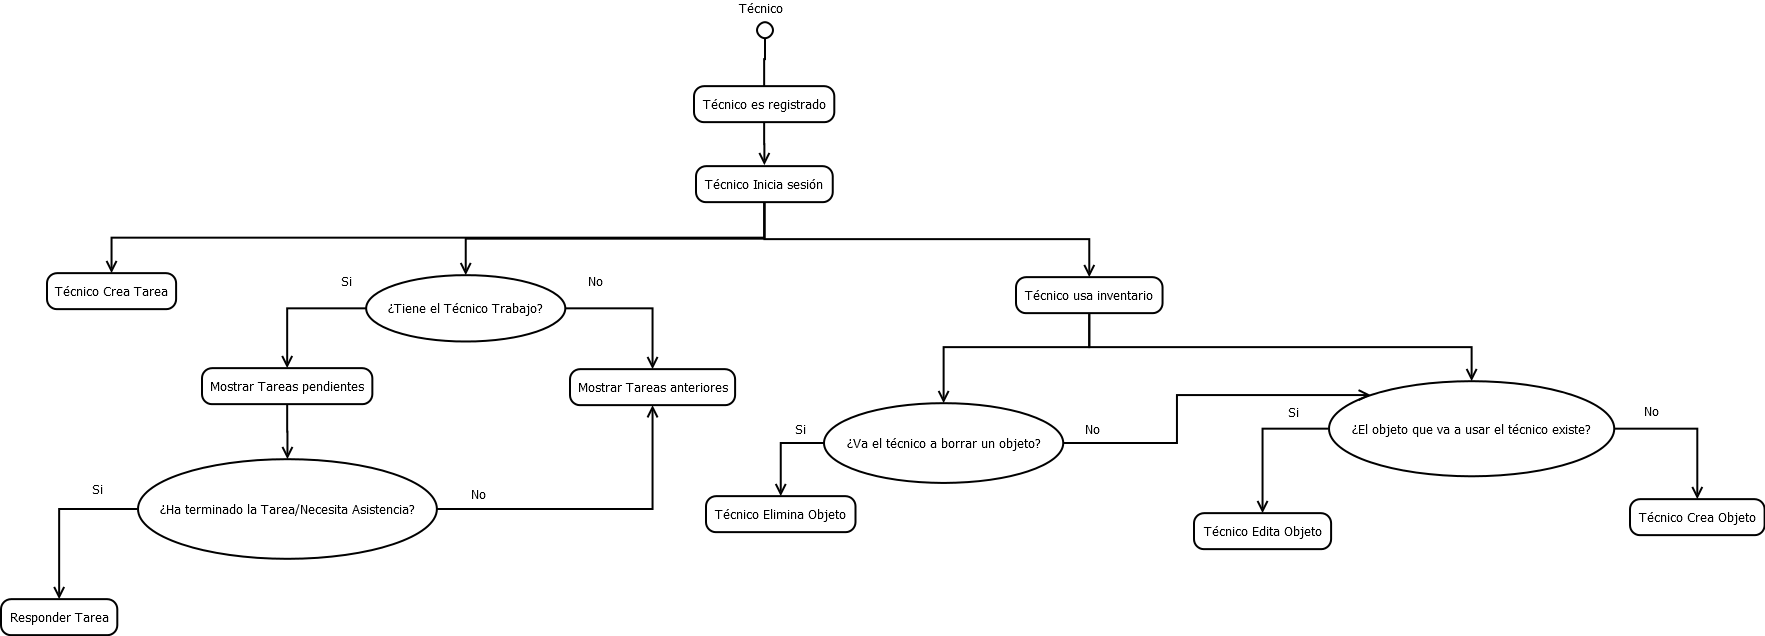 Técnico
Técnico es registrado
Técnico Inicia sesión
Técnico Crea Tarea
Si
¿Tiene el Técnico Trabajo?
No
Técnico usa inventario
Mostrar Tareas pendientes
Mostrar Tareas anteriores
Si
¿Va el técnico a borrar un objeto?
No
Si
¿El objeto que va a usar el técnico existe?
No
Si
¿Ha terminado la Tarea/Necesita Asistencia?
No
Técnico Elimina Objeto
Técnico Edita Objeto
Técnico Crea Objeto
Responder Tarea